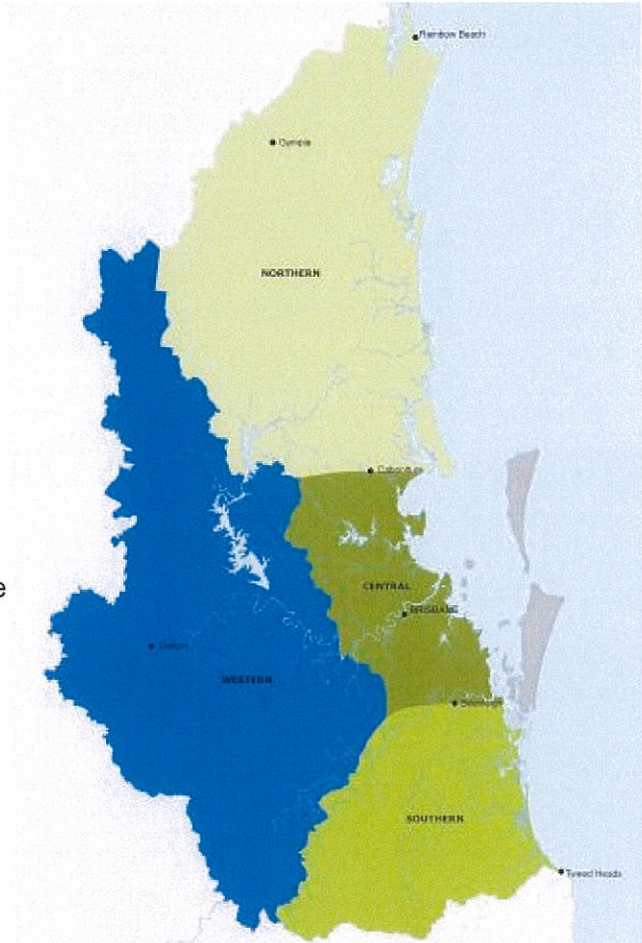 Rainbow Beach
Gympie
NORTHERN
Caboolture
CENTRAL
BRISBANE
e
Gatton
WESTERN
Beenleigh
SOUTHERN
Tweed Heads